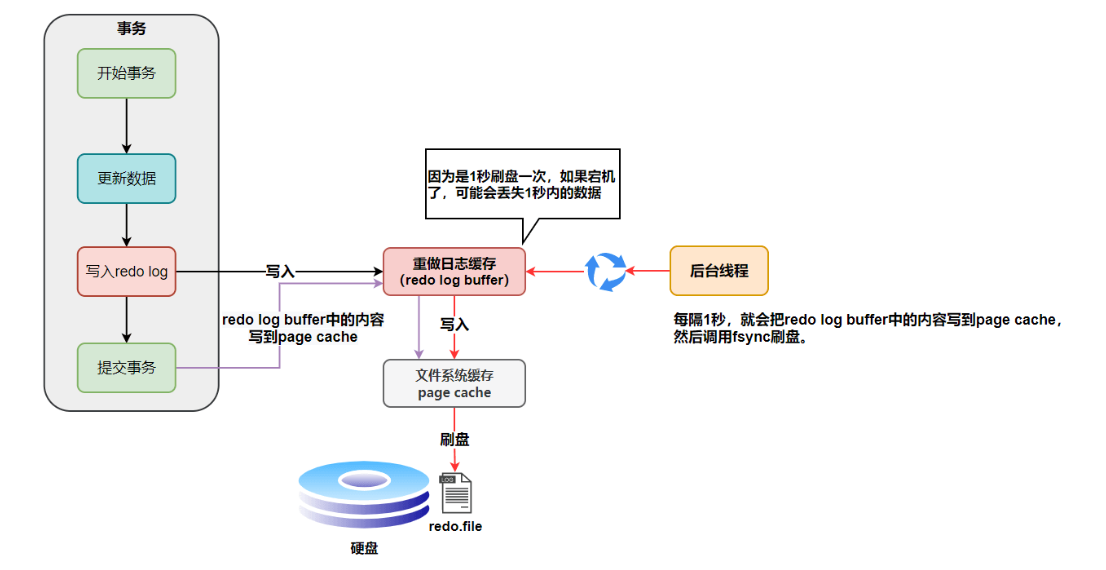 事务
开始事务
更新数据
写入redo log
提交事务
写入
redo log buffer中的内容
写到page cache
因为是1秒刷盘一次，如果宕机
了，可能会丢失1秒内的数据
重做日志缓存
（redo log buffer）
写入
文件系统缓存
page cache
刷盘
LOG
redo.file
硬盘
后台线程
每隔1秒，就会把redo log buffer中的内容写到page cache，
然后调用fsync刷盘。